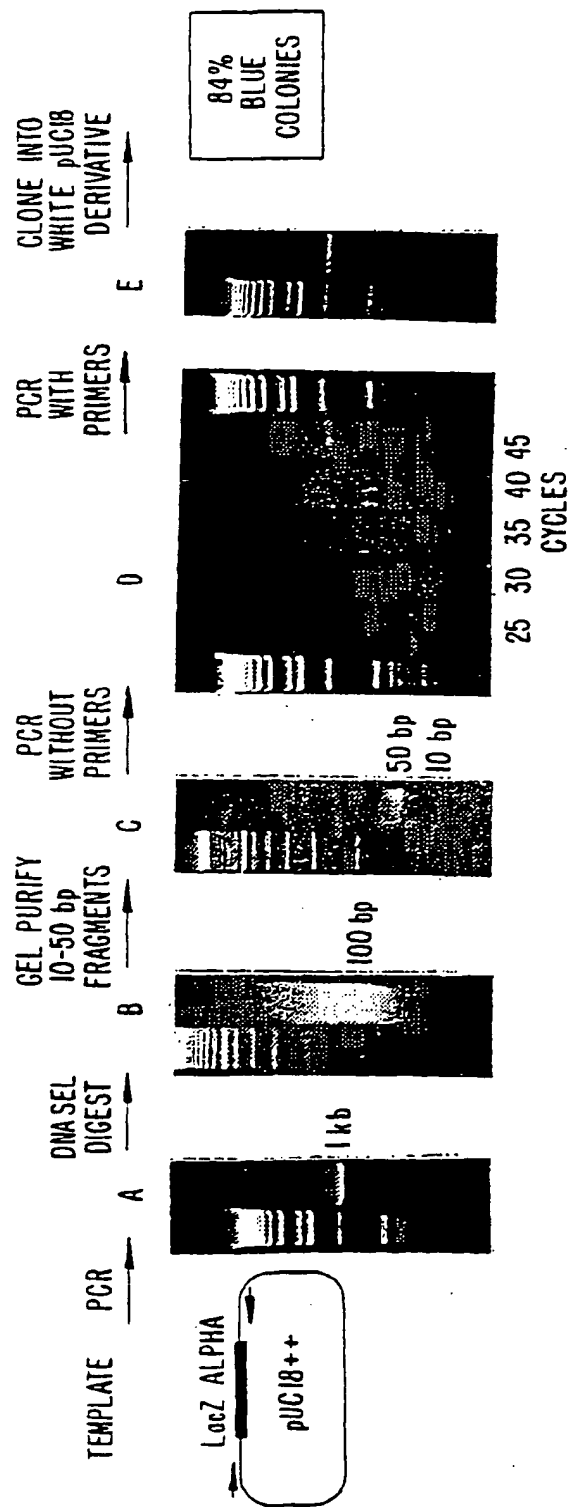 TEMPLATE
PCR
LacZ ALPHA
pUC18++
A
1 kb
DNASEL
DIGEST
B
100 bp
GEL PURIFY
10-50 bp
FRAGMENTS
C
50 bp
10 bp
PCR
WITHOUT
PRIMERS
D
25 30 35 40 45
CYCLES
PCR
WITH
PRIMERS
E
CLONE INTO
WHITE pUC18
DERIVATIVE
84%
BLUE
COLONIES